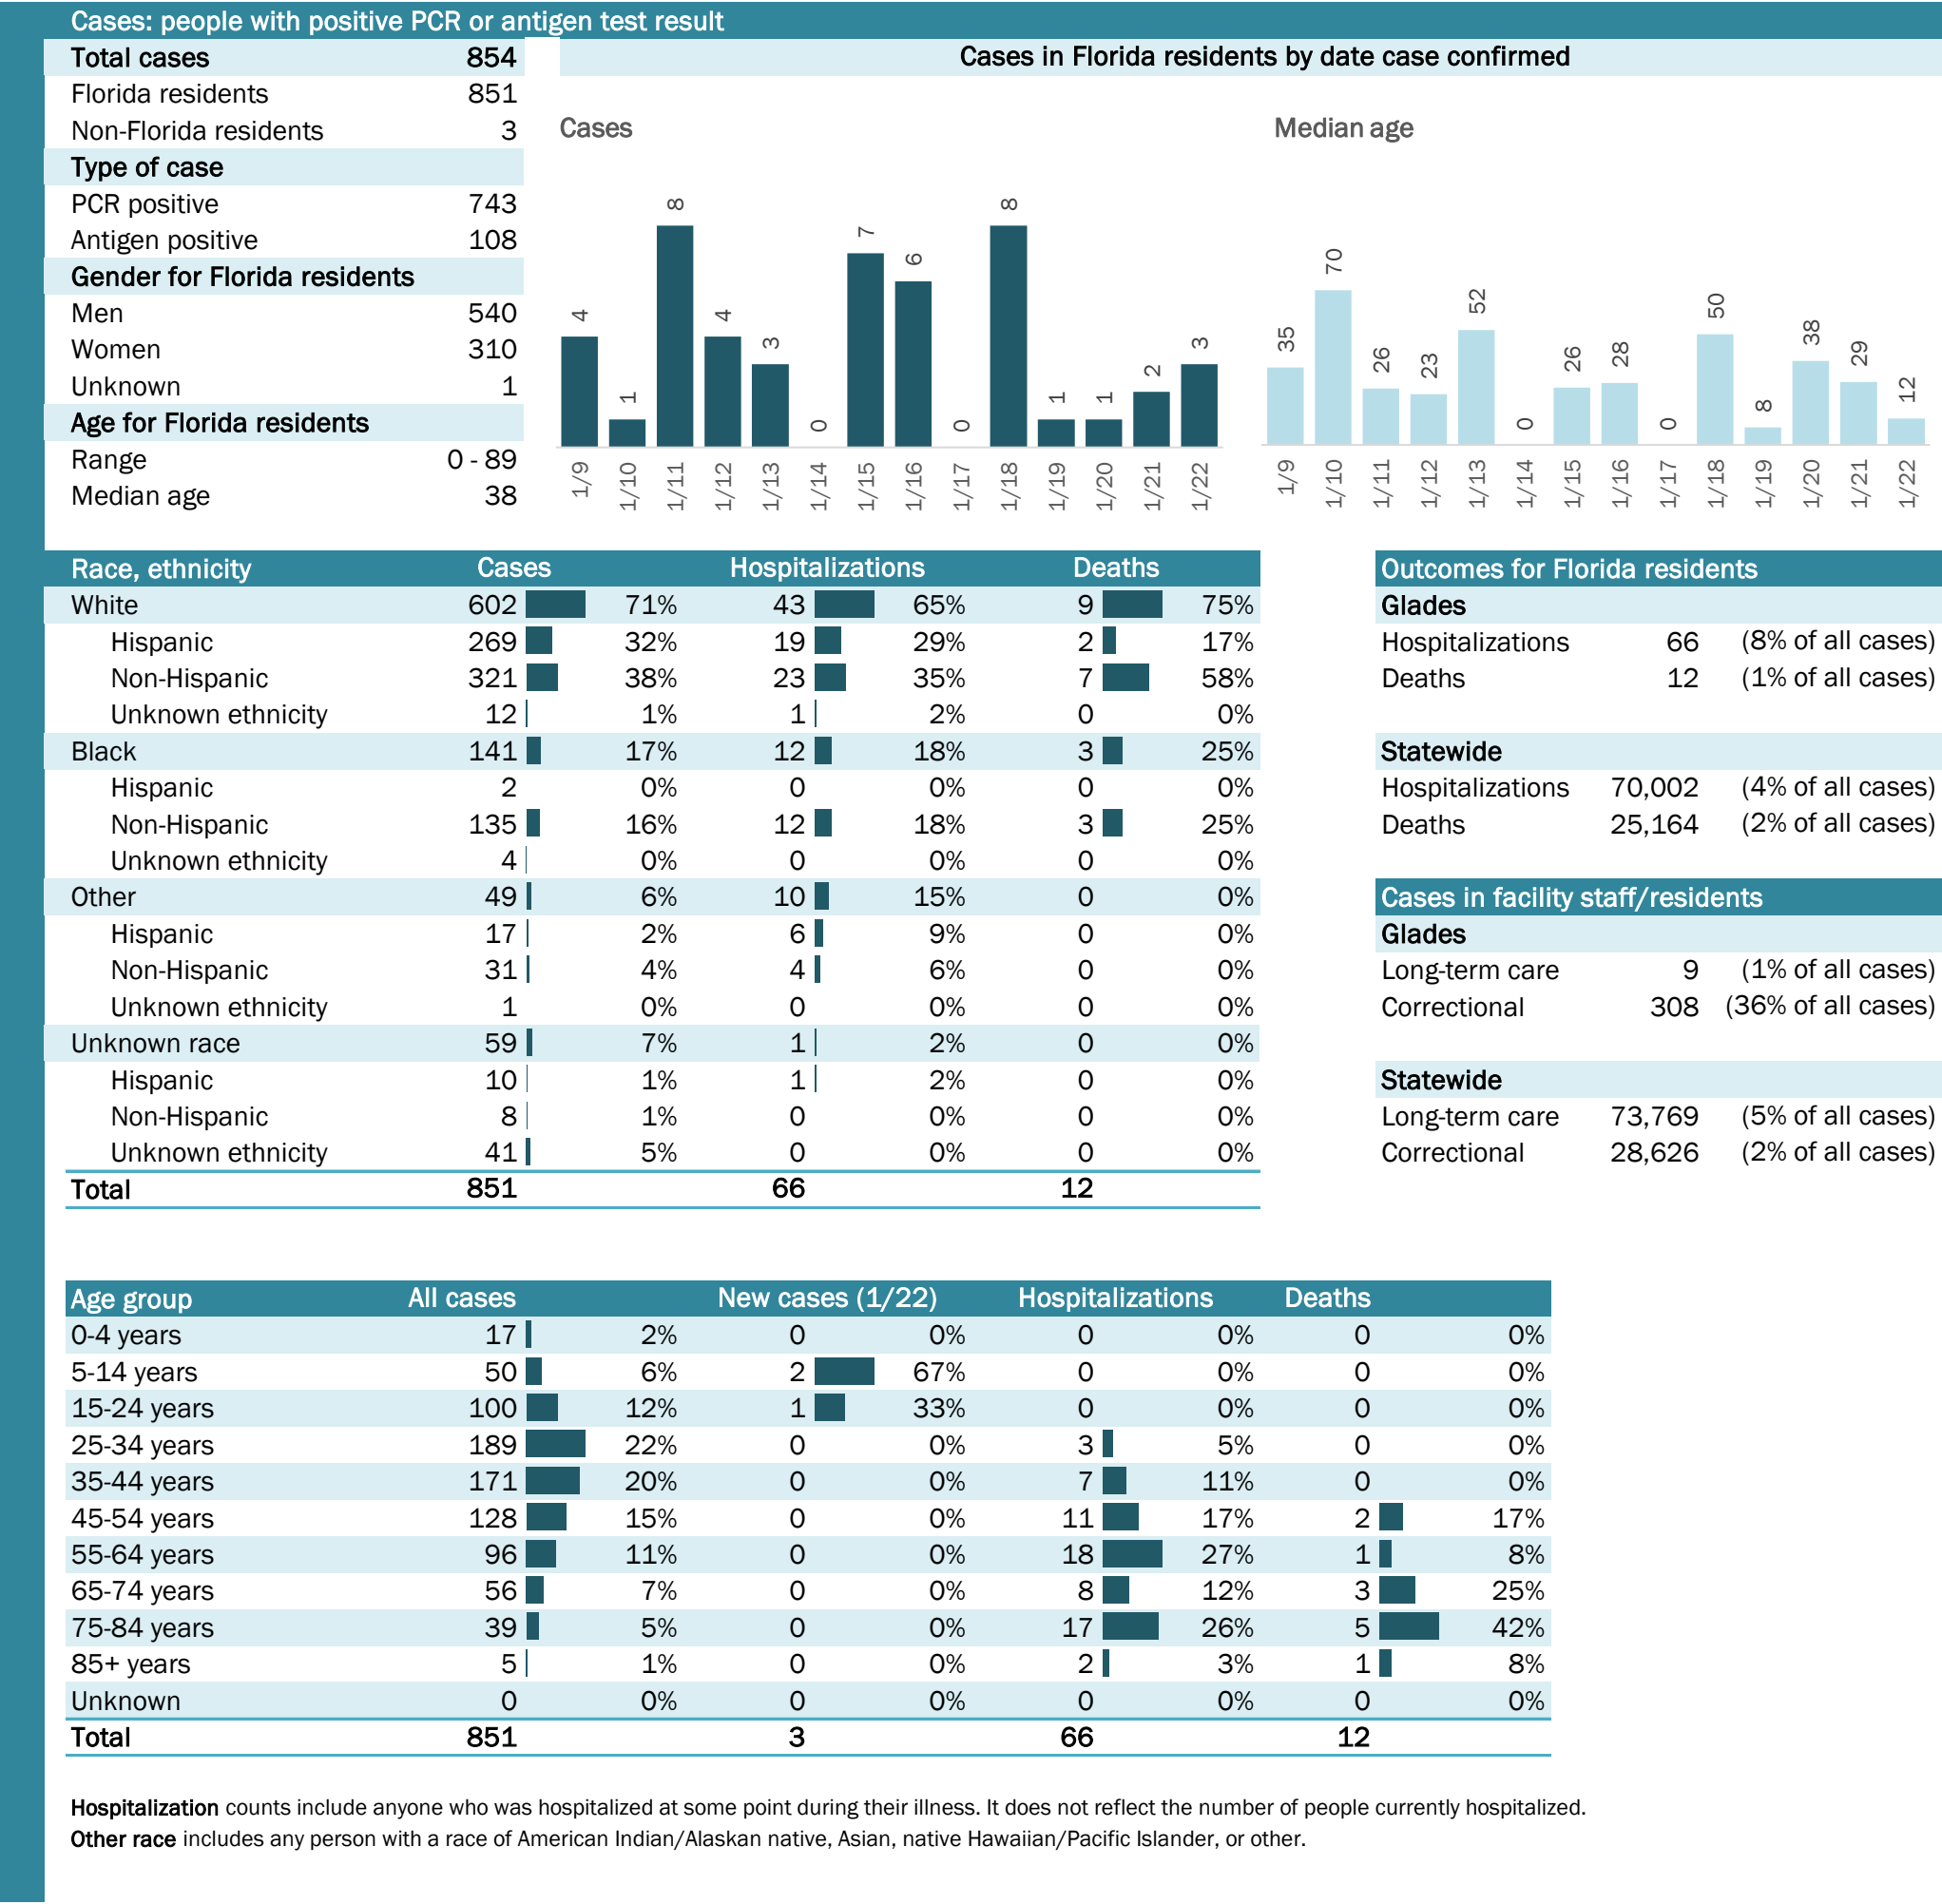 Cases: people with positive PCR or antigen test result
Total cases 854
Florida residents 851
Non-Florida residents 3
Type of case
PCR positive 743
Antigen positive 108
Gender for Florida residents
Men 540
Women 310
Unknown 1
Age for Florida residents
Range 0 - 89
Median age 38
Cases in Florida residents by date case confirmed
Cases
4 1 8 4 3 0 7 6 0 8 1 1 2 3
1/9 1/10 1/11 1/12 1/13 1/14 1/15 1/16 1/17 1/18 1/19 1/20 1/21 1/22
Median age
35 70 26 23 52 0 26 28 0 50 8 38 29 12
1/9 1/10 1/11 1/12 1/13 1/14 1/15 1/16 1/17 1/18 1/19 1/20 1/21 1/22
Race, ethnicity Cases Hospitalizations Deaths
White 602 71% 43 65% 9 75%
Hispanic 269 32% 19 29% 2 17%
Non-Hispanic 321 38% 23 35% 7 58%
Unknown ethnicity 12 1% 1 2% 0 0%
Black 141 17% 12 18% 3 25%
Hispanic 2 0% 0 0% 0 0%
Non-Hispanic 135 16% 12 18% 3 25%
Unknown ethnicity 4 0% 0 0% 0 0%
Other 49 6% 10 15% 0 0%
Hispanic 17 2% 6 9% 0 0%
Non-Hispanic 31 4% 4 6% 0 0%
Unknown ethnicity 1 0% 0 0% 0 0%
Unknown race 59 7% 1 2% 0 0%
Hispanic 10 1% 1 2% 0 0%
Non-Hispanic 8 1% 0 0% 0 0%
Unknown ethnicity 41 5% 0 0% 0 0%
Total 851 66 12
Outcomes for Florida residents
Glades
Hospitalizations 66 (8% of all cases)
Deaths 12 (1% of all cases)
Statewide
Hospitalizations 70,002 (4% of all cases)
Deaths 25,164 (2% of all cases)
Cases in facility staff/residents
Glades
Long-term care 9 (1% of all cases)
Correctional 308 (36% of all cases)
Statewide
Long-term care 73,769 (5% of all cases)
Correctional 28,626 (2% of all cases)
Age group All cases New cases (1/22) Hospitalizations Deaths
0-4 years 17 2% 0 0% 0 0% 0 0%
5-14 years 50 6% 2 67% 0 0% 0 0%
15-24 years 100 12% 1 33% 0 0% 0 0%
25-34 years 189 22% 0 0% 3 5% 0 0%
35-44 years 171 20% 0 0% 7 11% 0 0%
45-54 years 128 15% 0 0% 11 17% 2 17%
55-64 years 96 11% 0 0% 18 27% 1 8%
65-74 years 56 7% 0 0% 8 12% 3 25%
75-84 years 39 5% 0 0% 17 26% 5 42%
85+ years 5 1% 0 0% 2 3% 1 8%
Unknown 0 0% 0 0% 0 0% 0 0%
Total 851 3 66 12
Hospitalization counts include anyone who was hospitalized at some point during their illness. It does not reflect the number of people currently hospitalized.
Other race includes any person with a race of American Indian/Alaskan native, Asian, native Hawaiian/Pacific Islander, or other.